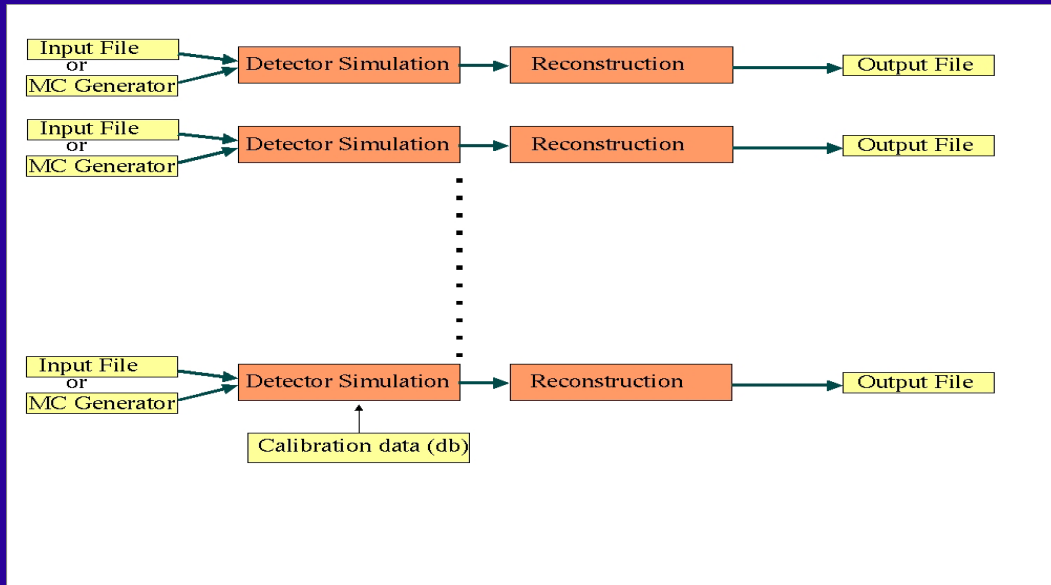 Input File
or
MC Generator
Detector Simulation
Reconstruction
Output File
Input File
or
MC Generator
Detector Simulation
Reconstruction
Output File
Input File
or
MC Generator
Detector Simulation
Reconstruction
Output File
Calibration data (db)